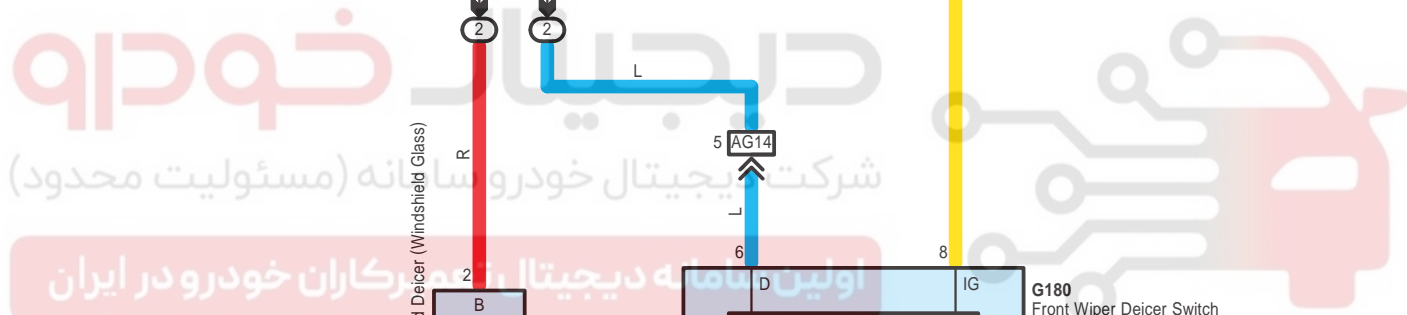 2
2
دیجیتال خودرو
L
5 AG14
R
شرکت دیجیتال خودرو سامانه (مسئولیت محدود)
Deicer (Windshield Glass)
L
6
8
2
اولین سامانه دیجیتال تعمیرکاران خودرو در ایران
D
IG
G180
B
Front Wiper Deicer Switch